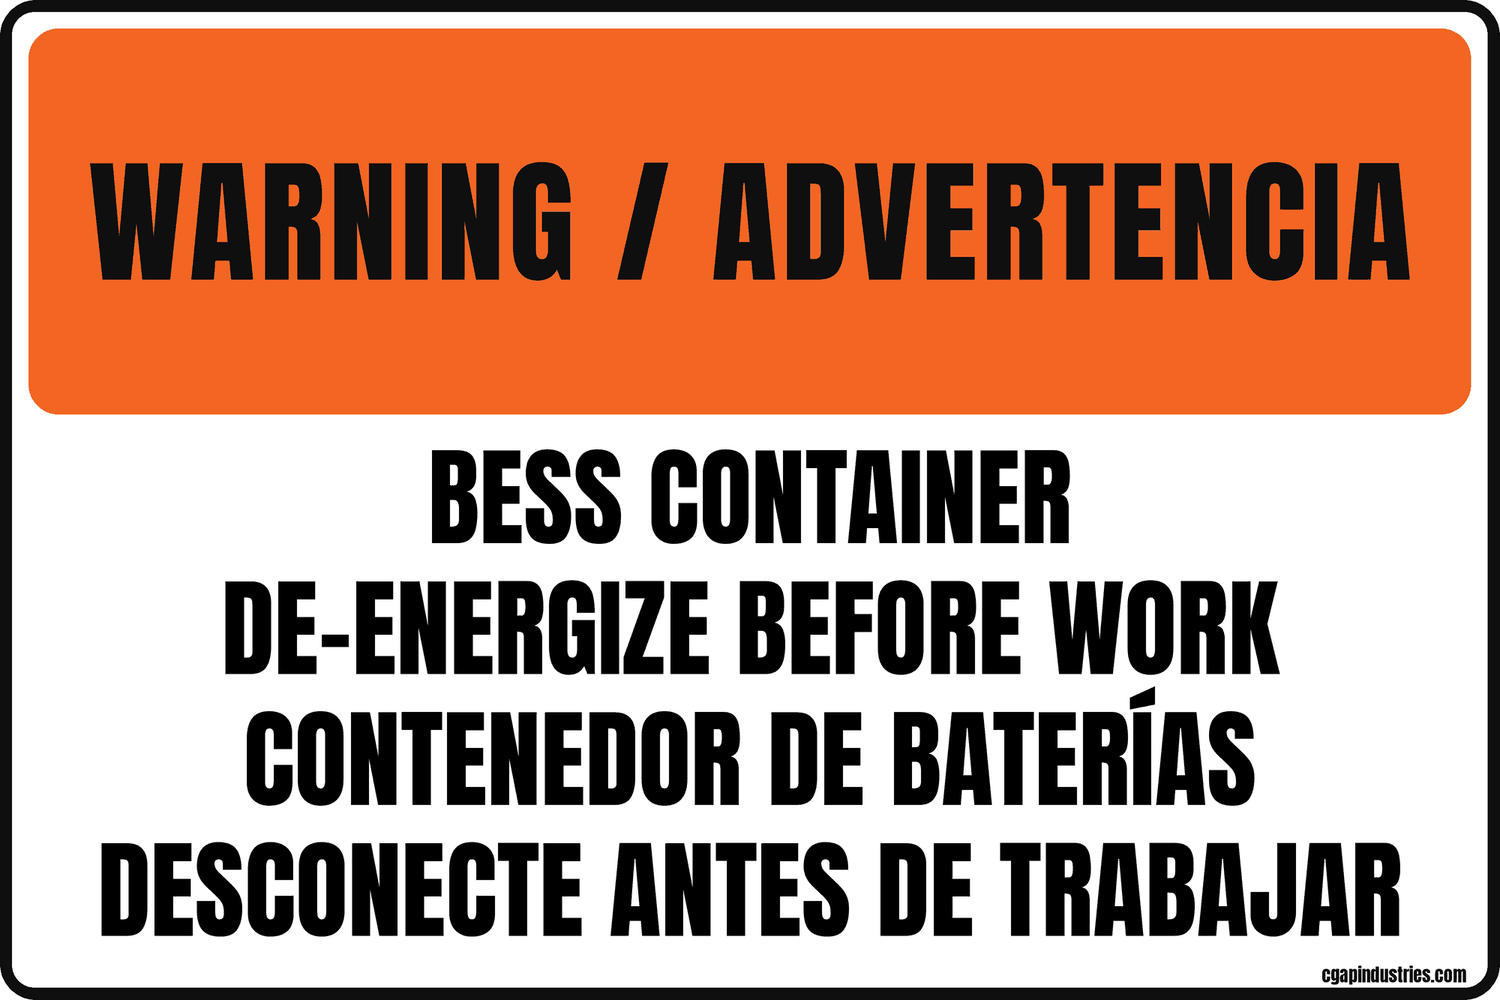 WARNING / ADVERTENCIA
BESS CONTAINER
DE-ENERGIZE BEFORE WORK
CONTENEDOR DE BATERÍAS
DESCONECTE ANTES DE TRABAJAR
cgapindustries.com